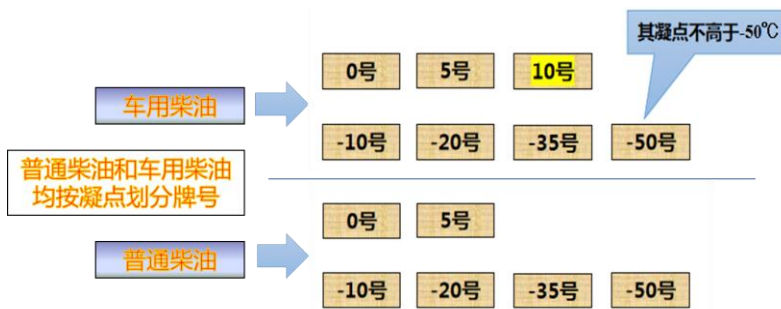 其凝点不高于-50℃
0号 5号 10号
车用柴油
-10号 -20号 -35号 -50号
普通柴油和车用柴油
均按凝点划分牌号
0号 5号
普通柴油
-10号 -20号 -35号 -50号